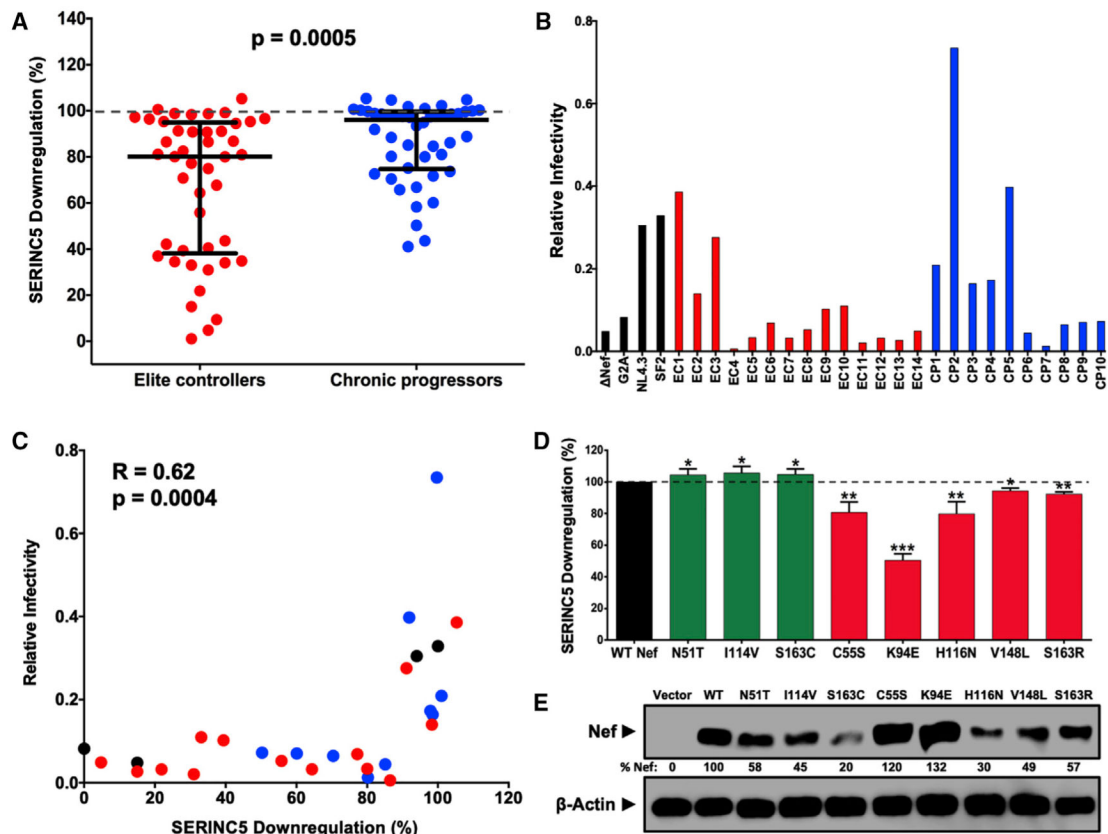 A
p = 0.0005
SERINC5 Downregulation (%)
140
120
100
80
60
40
20
0
Elite controllers
Chronic progressors
B
Relative Infectivity
0.8
0.6
0.4
0.2
0.0
ΔNef
G2A
NL4.3
SF2
EC1
EC2
EC3
EC4
EC5
EC6
EC7
EC8
EC9
EC10
EC11
EC12
EC13
EC14
CP1
CP2
CP3
CP4
CP5
CP6
CP7
CP8
CP9
CP10
C
R = 0.62
p = 0.0004
Relative Infectivity
0.8
0.6
0.4
0.2
0.0
0 20 40 60 80 100 120
SERINC5 Downregulation (%)
D
SERINC5 Downregulation (%)
120
100
80
60
40
20
0
* * * ** *** ** * **
WT Nef N51T I114V S163C C55S K94E H116N V148L S163R
E
Vector WT N51T I114V S163C C55S K94E H116N V148L S163R
Nef
% Nef: 0 100 58 45 20 120 132 30 49 57
β-Actin